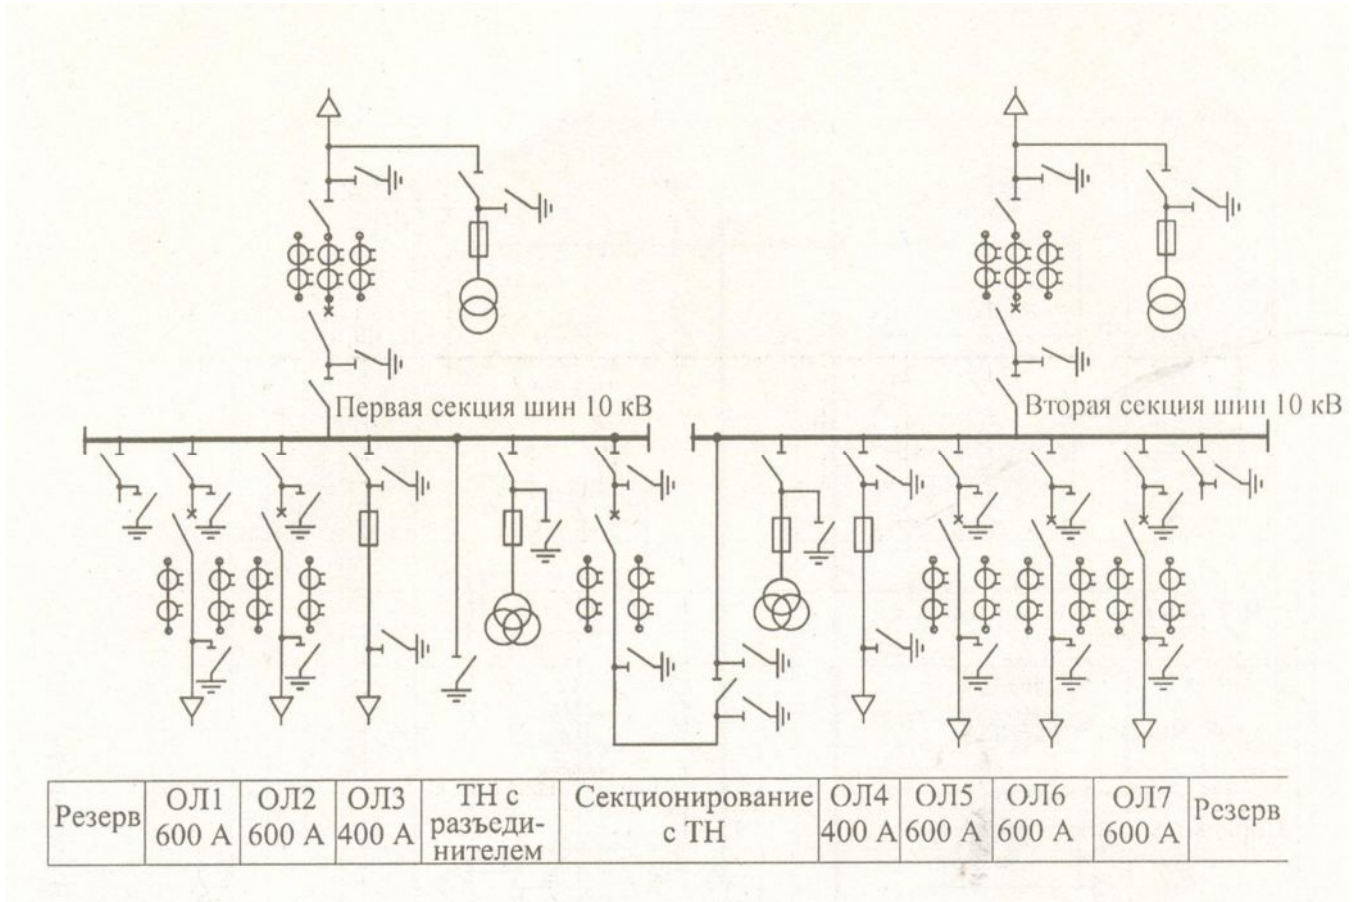 Первая секция шин 10 кВ
Вторая секция шин 10 кВ
Резерв
ОЛ1
600 А
ОЛ2
600 А
ОЛ3
400 А
ТН с
разъеди-
нителем
Секционирование
с ТН
ОЛ4
400 А
ОЛ5
600 А
ОЛ6
600 А
ОЛ7
600 А
Резерв